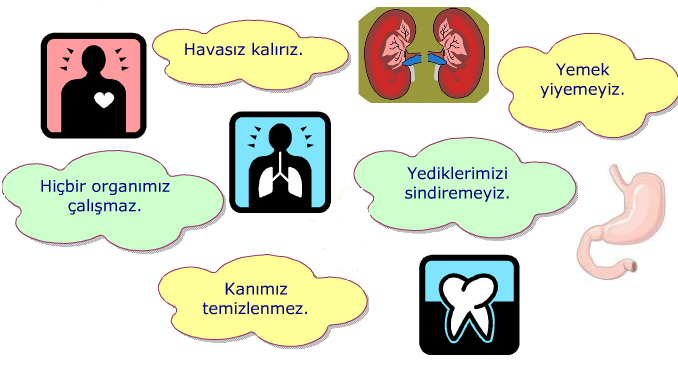 Havasız kalırız.
Yemek
yiyemeyiz.
Hiçbir organımız
çalışmaz.
Yediklerimizi
sindiremeyiz.
Kanımız
temizlenmez.